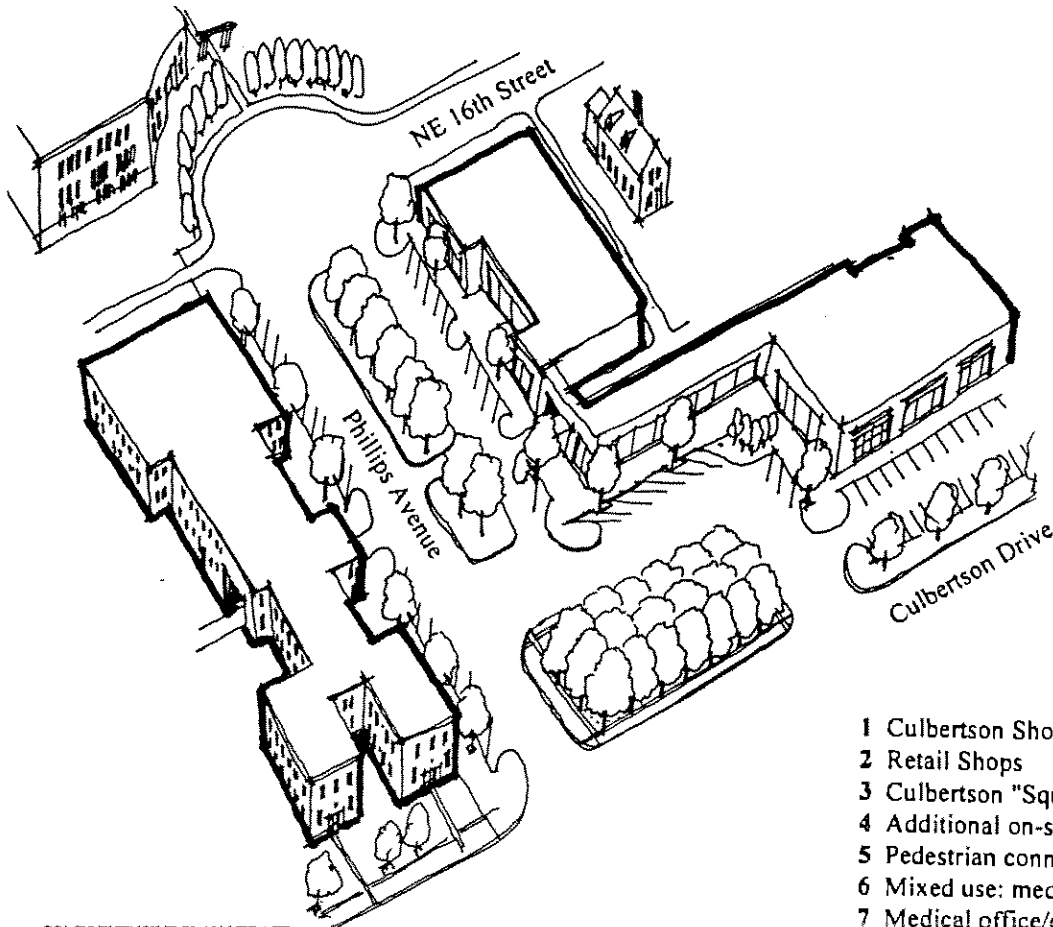 NE 16th Street
Phillips Avenue
Culbertson Drive
1 Culbertson Sho
2 Retail Shops
3 Culbertson "Squ
4 Additional on-s
5 Pedestrian conn
6 Mixed use: med
7 Medical office/